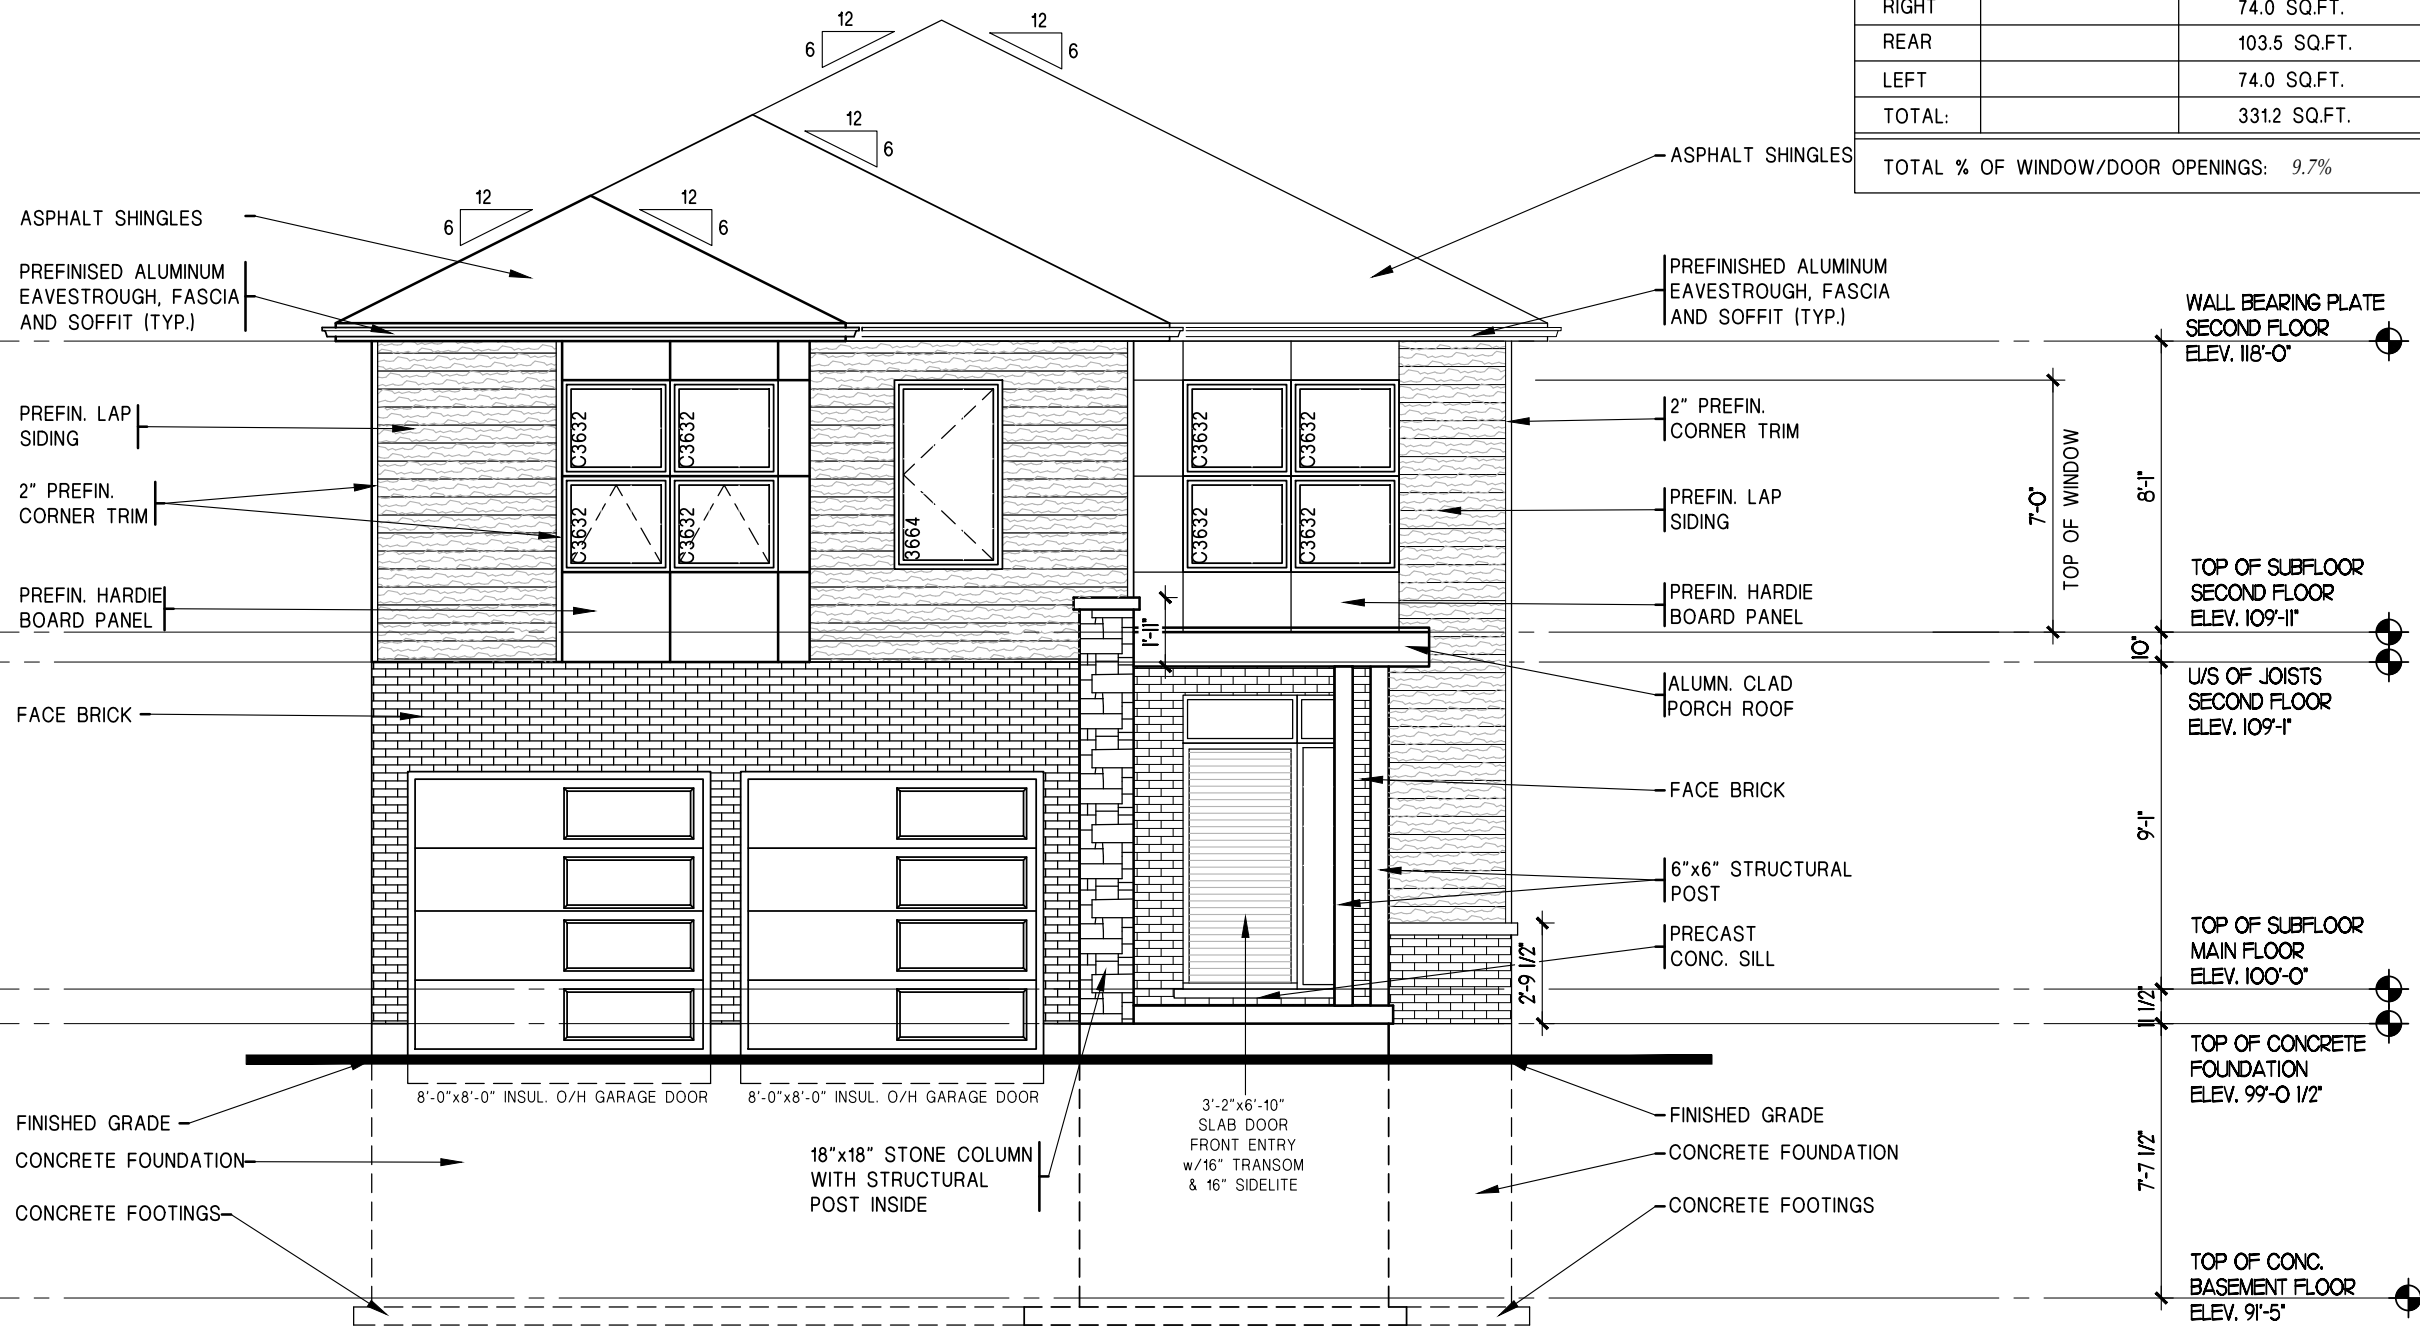 RIGHT 74.0 SQ.FT.
REAR 103.5 SQ.FT.
LEFT 74.0 SQ.FT.
TOTAL: 331.2 SQ.FT.
TOTAL % OF WINDOW/DOOR OPENINGS: 9.7%
12
6
12
6
12
6
12
6
12
6
ASPHALT SHINGLES
PREFINISED ALUMINUM
EAVESTROUGH, FASCIA
AND SOFFIT (TYP.)
PREFIN. LAP
SIDING
2" PREFIN.
CORNER TRIM
PREFIN. HARDIE
BOARD PANEL
FACE BRICK
FINISHED GRADE
CONCRETE FOUNDATION
CONCRETE FOOTINGS
C3632
C3632
C3632
C3632
3664
C3632
C3632
C3632
C3632
1'-11"
8'-0"x8'-0" INSUL. O/H GARAGE DOOR
8'-0"x8'-0" INSUL. O/H GARAGE DOOR
18"x18" STONE COLUMN
WITH STRUCTURAL
POST INSIDE
3'-2"x6'-10"
SLAB DOOR
FRONT ENTRY
w/16" TRANSOM
& 16" SIDELITE
2'-9 1/2"
ASPHALT SHINGLES
PREFINISHED ALUMINUM
EAVESTROUGH, FASCIA
AND SOFFIT (TYP.)
2" PREFIN.
CORNER TRIM
PREFIN. LAP
SIDING
PREFIN. HARDIE
BOARD PANEL
ALUMN. CLAD
PORCH ROOF
FACE BRICK
6"x6" STRUCTURAL
POST
PRECAST
CONC. SILL
FINISHED GRADE
CONCRETE FOUNDATION
CONCRETE FOOTINGS
7'-0"
TOP OF WINDOW
8'-1"
10"
9'-1"
11 1/2"
7'-7 1/2"
WALL BEARING PLATE
SECOND FLOOR
ELEV. 118'-0"
TOP OF SUBFLOOR
SECOND FLOOR
ELEV. 109'-11"
U/S OF JOISTS
SECOND FLOOR
ELEV. 109'-1"
TOP OF SUBFLOOR
MAIN FLOOR
ELEV. 100'-0"
TOP OF CONCRETE
FOUNDATION
ELEV. 99'-0 1/2"
TOP OF CONC.
BASEMENT FLOOR
ELEV. 91'-5"